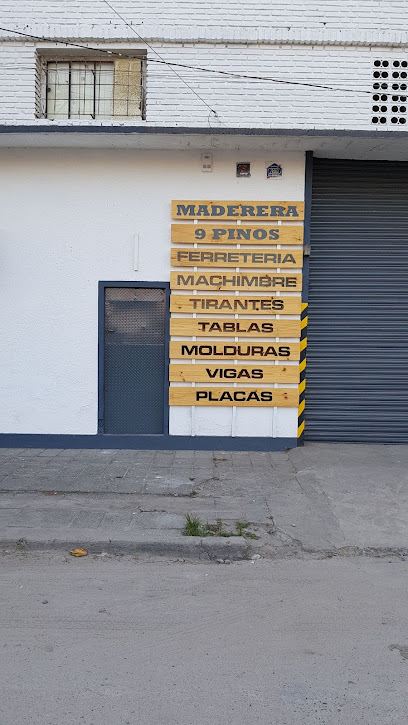 MADERERA
9 PINOS
FERRETERIA
MACHIMBRE
TIRANTES
TABLAS
MOLDURAS
VIGAS
PLACAS